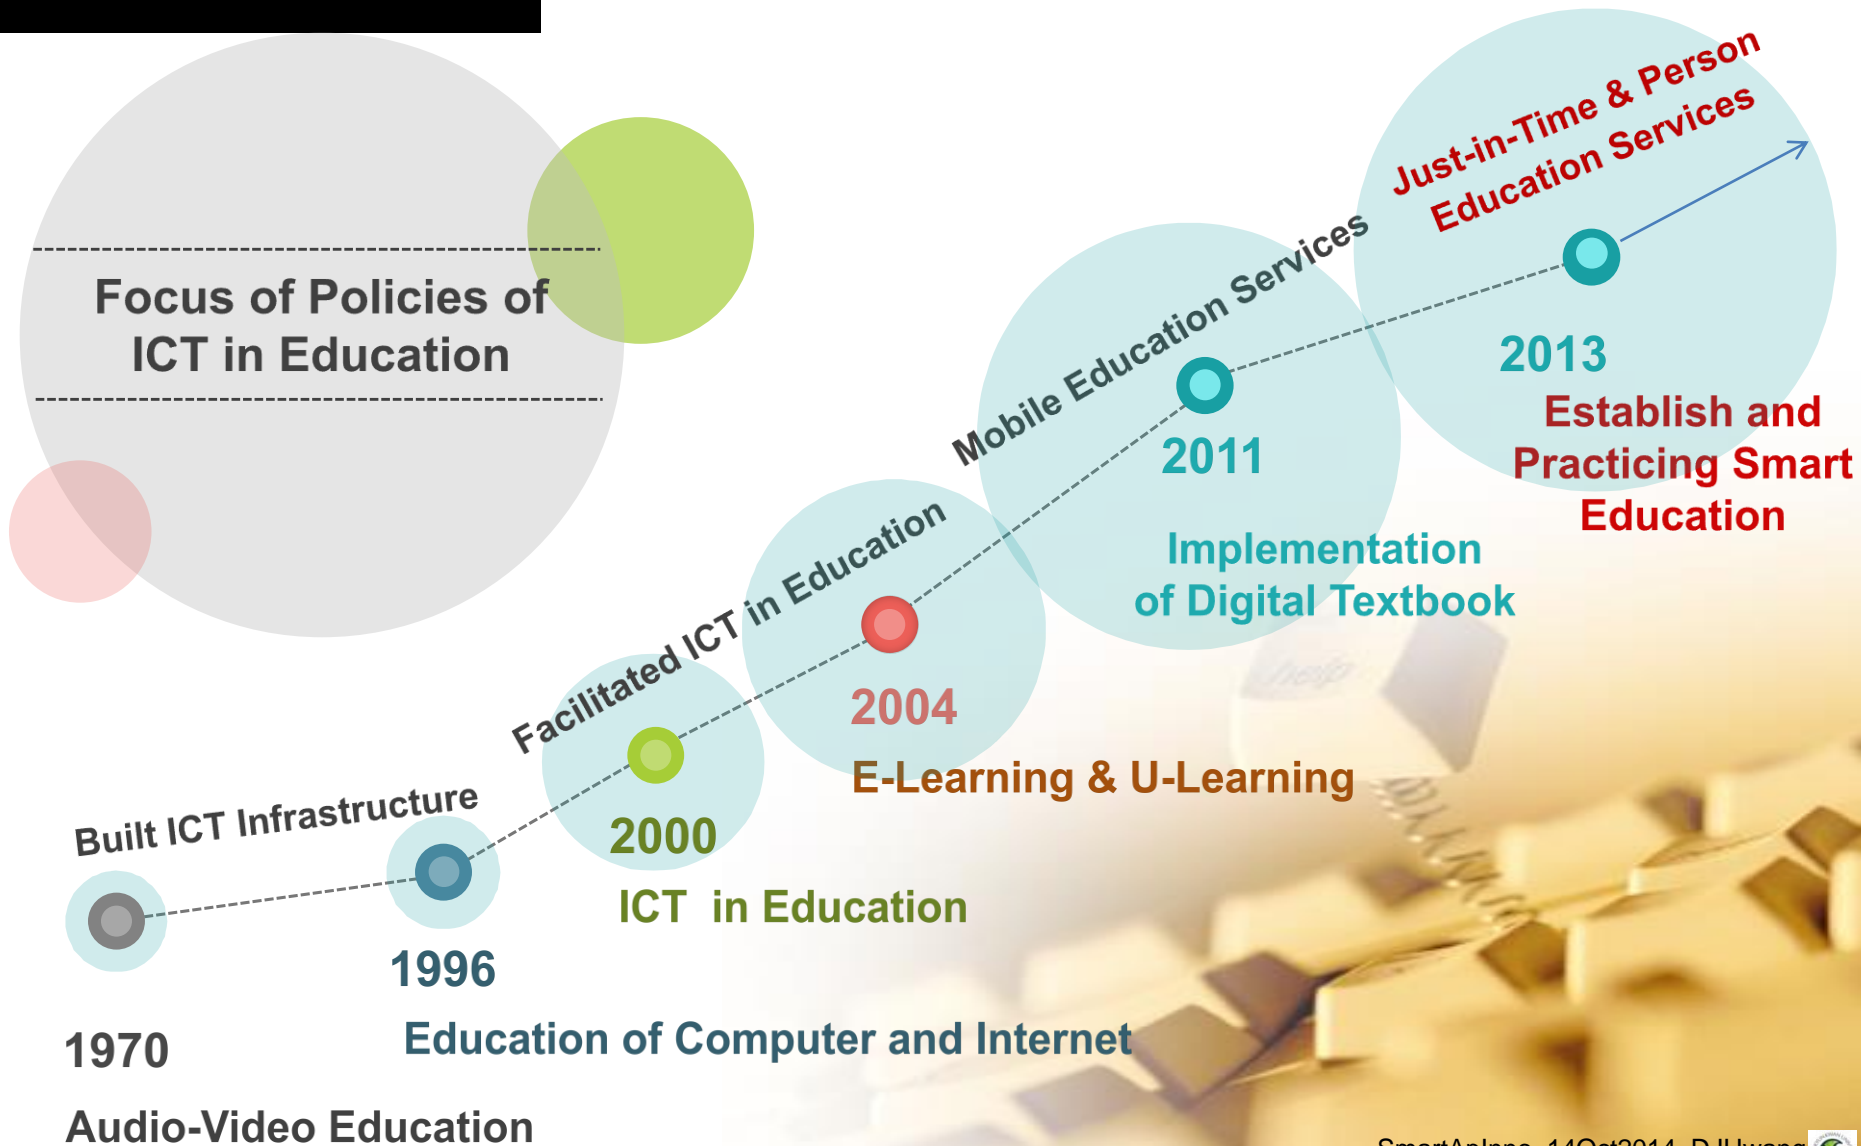 Focus of Policies of
ICT in Education
Built ICT Infrastructure
Facilitated ICT in Education
Mobile Education Services
Just-in-Time & Person
Education Services
1970
Audio-Video Education
1996
Education of Computer and Internet
2000
ICT in Education
2004
E-Learning & U-Learning
2011
Implementation
of Digital Textbook
2013
Establish and
Practicing Smart
Education
help